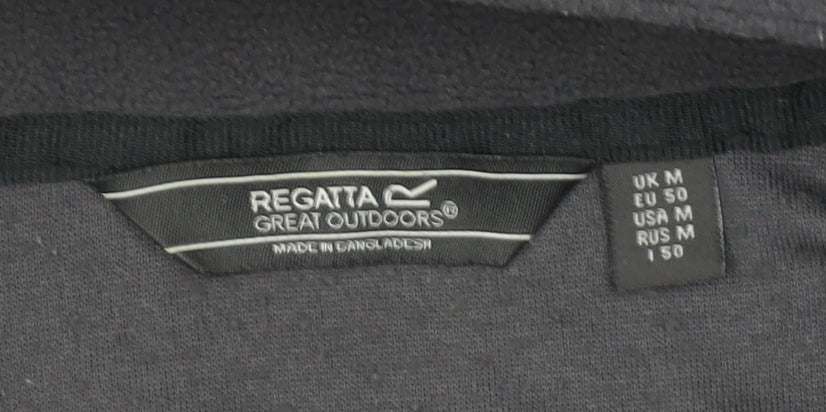 REGATTA
GREAT OUTDOORS®
MADE IN BANGLADESH
UK M
EU 50
USA M
RUS M
I 50